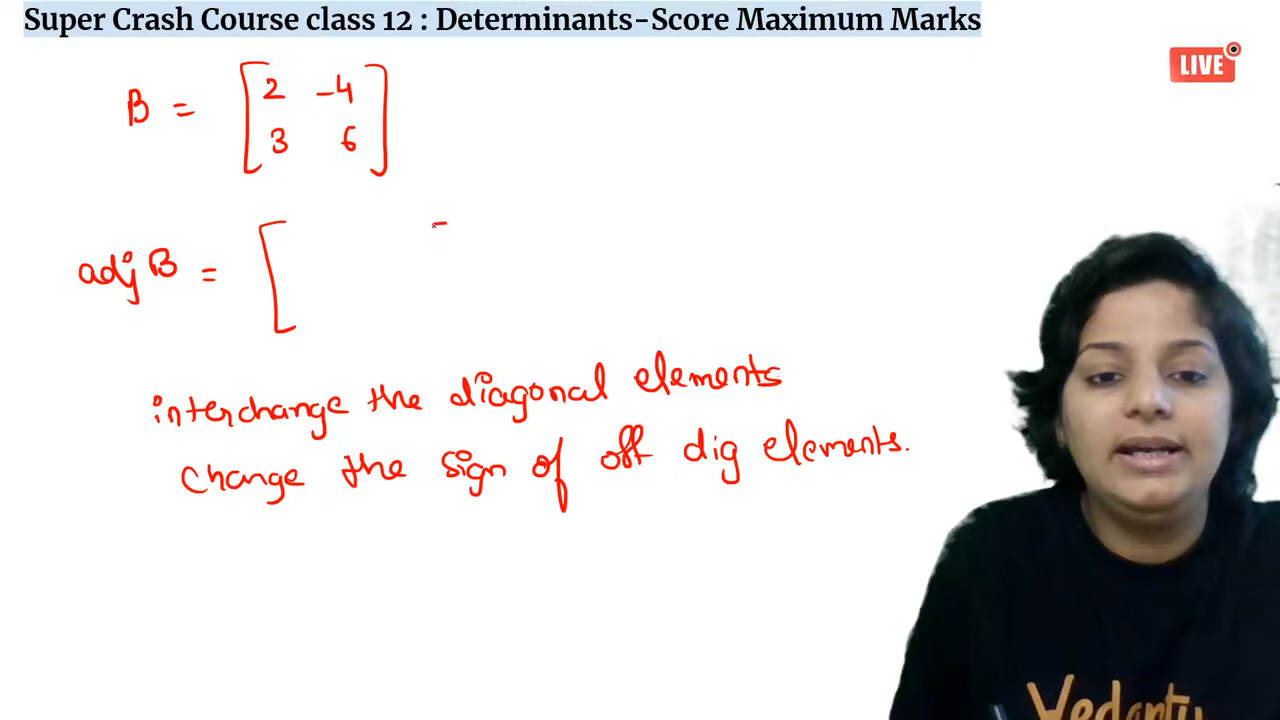 Super Crash Course class 12 : Determinants-Score Maximum Marks
LIVE
B = [2 -4
3 6]
adj B = [
interchange the diagonal elements
change the sign of off dig elements.
Vedantu